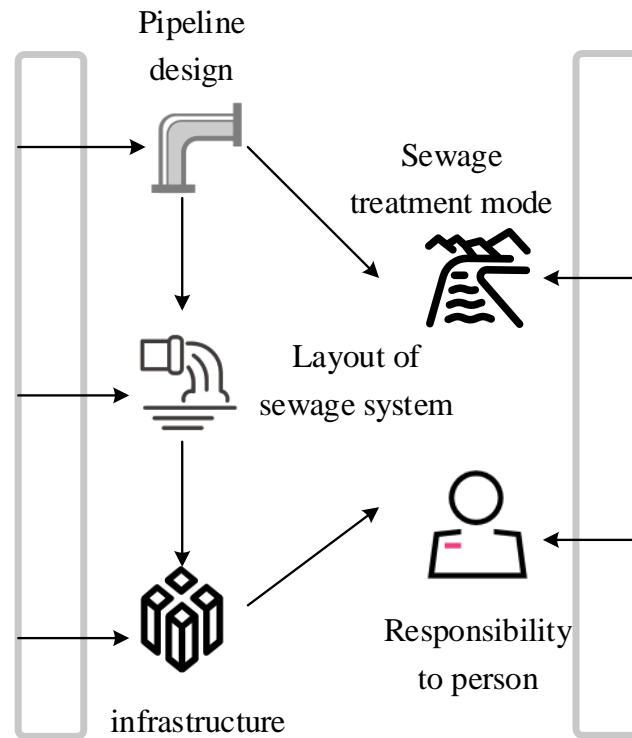 Pipeline
design
Sewage
treatment mode
Layout of
sewage system
Responsibility
to person
infrastructure